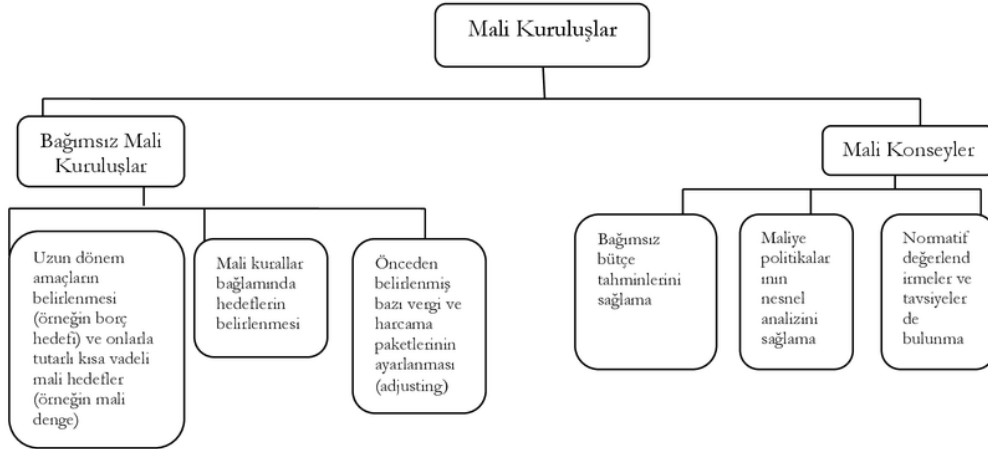 Mali Kuruluşlar
Bağımsız Mali
Kuruluşlar
Mali Konseyler
Uzun dönem
amaçların
belirlenmesi
(örneğin borç
hedefi) ve onlarla
tutarlı kısa vadeli
mali hedefler
(örneğin mali
denge)
Mali kurallar
bağlamında
hedeflerin
belirlenmesi
Önceden
belirlenmiş
bazı vergi ve
harcama
paketlerinin
ayarlanması
(adjusting)
Bağımsız
bütçe
tahminlerini
sağlama
Maliye
politikalar
ının
nesnel
analizini
sağlama
Normatif
değerlend
irmeler ve
tavsiyeler
de
bulunma